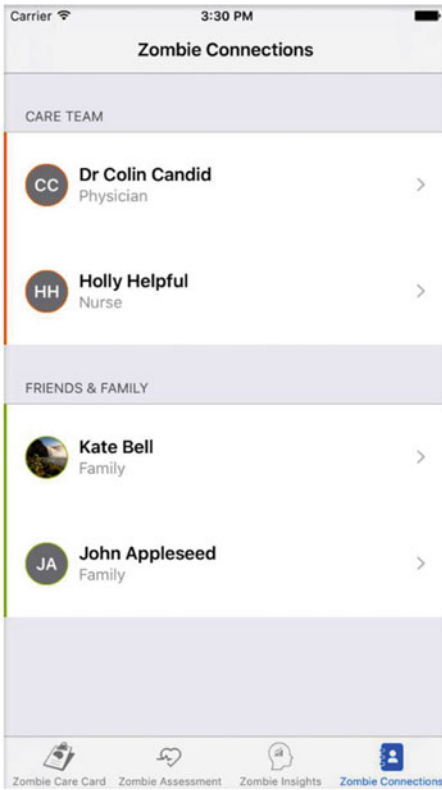 Carrier 3:30 PM
Zombie Connections
CARE TEAM
CC Dr Colin Candid
Physician
HH Holly Helpful
Nurse
FRIENDS & FAMILY
Kate Bell
Family
JA John Appleseed
Family
Zombie Care Card Zombie Assessment Zombie Insights Zombie Connections